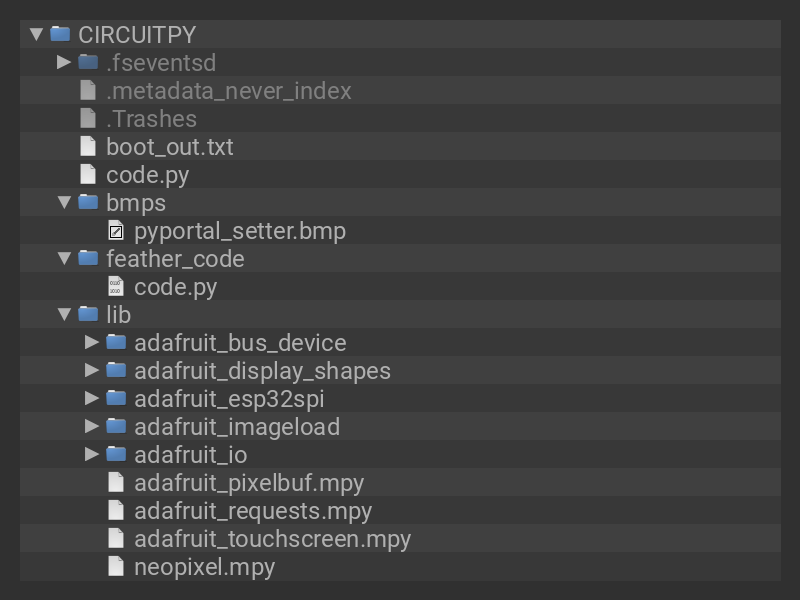 CIRCUITPY
.fseventsd
.metadata_never_index
.Trashes
boot_out.txt
code.py
bmps
pyportal_setter.bmp
feather_code
code.py
lib
adafruit_bus_device
adafruit_display_shapes
adafruit_esp32spi
adafruit_imageload
adafruit_io
adafruit_pixelbuf.mpy
adafruit_requests.mpy
adafruit_touchscreen.mpy
neopixel.mpy